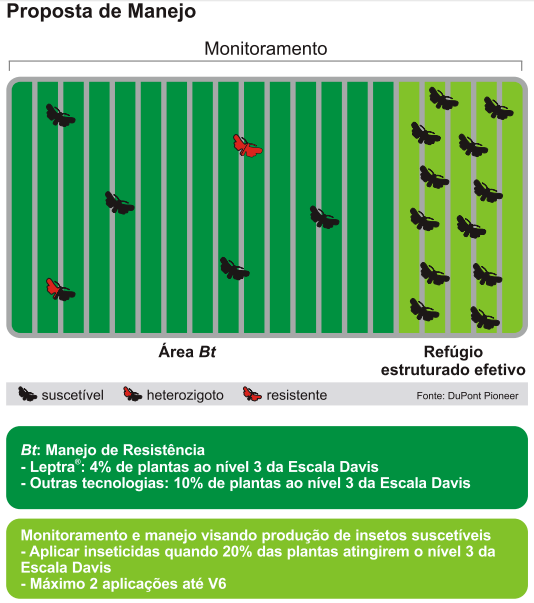 Proposta de Manejo
Monitoramento
Área Bt
Refúgio
estruturado efetivo
suscetível heterozigoto resistente Fonte: DuPont Pioneer
Bt: Manejo de Resistência
- Leptra®: 4% de plantas ao nível 3 da Escala Davis
- Outras tecnologias: 10% de plantas ao nível 3 da Escala Davis
Monitoramento e manejo visando produção de insetos suscetíveis
- Aplicar inseticidas quando 20% das plantas atingirem o nível 3 da
Escala Davis
- Máximo 2 aplicações até V6